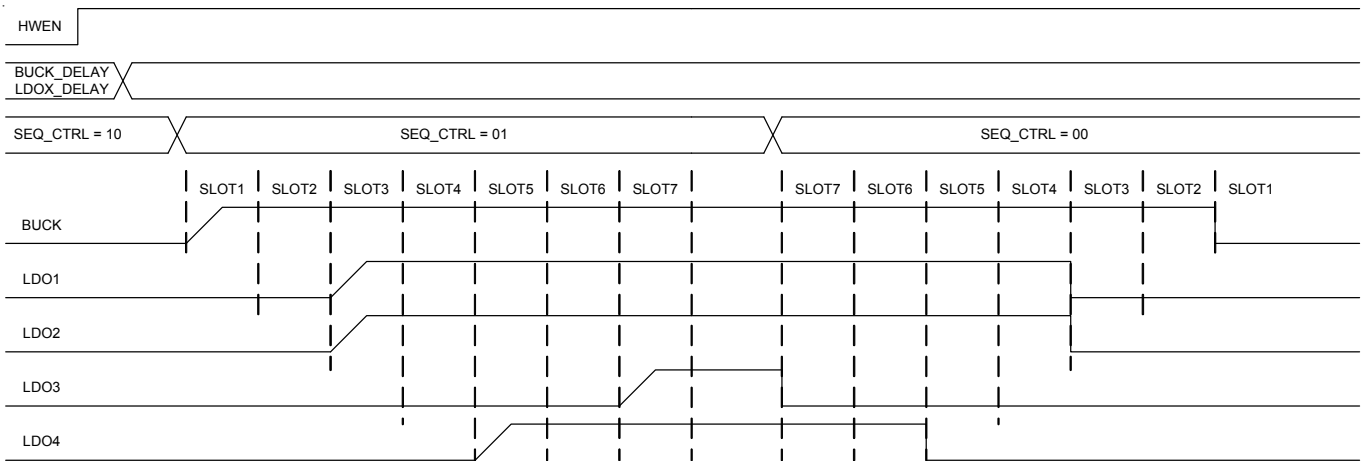 HWEN
BUCK_DELAY
LDOX_DELAY
SEQ_CTRL = 10 SEQ_CTRL = 01 SEQ_CTRL = 00
SLOT1 SLOT2 SLOT3 SLOT4 SLOT5 SLOT6 SLOT7 SLOT7 SLOT6 SLOT5 SLOT4 SLOT3 SLOT2 SLOT1
BUCK
LDO1
LDO2
LDO3
LDO4